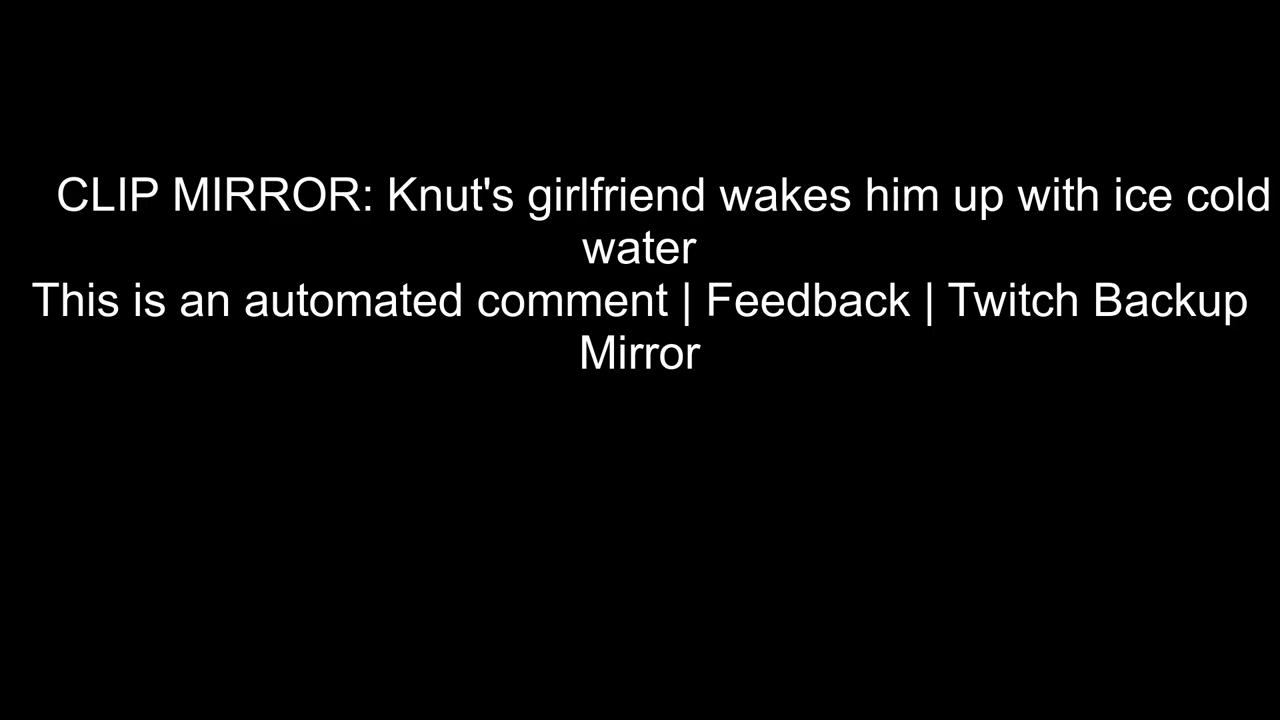 CLIP MIRROR: Knut's girlfriend wakes him up with ice cold
water
This is an automated comment | Feedback | Twitch Backup
Mirror